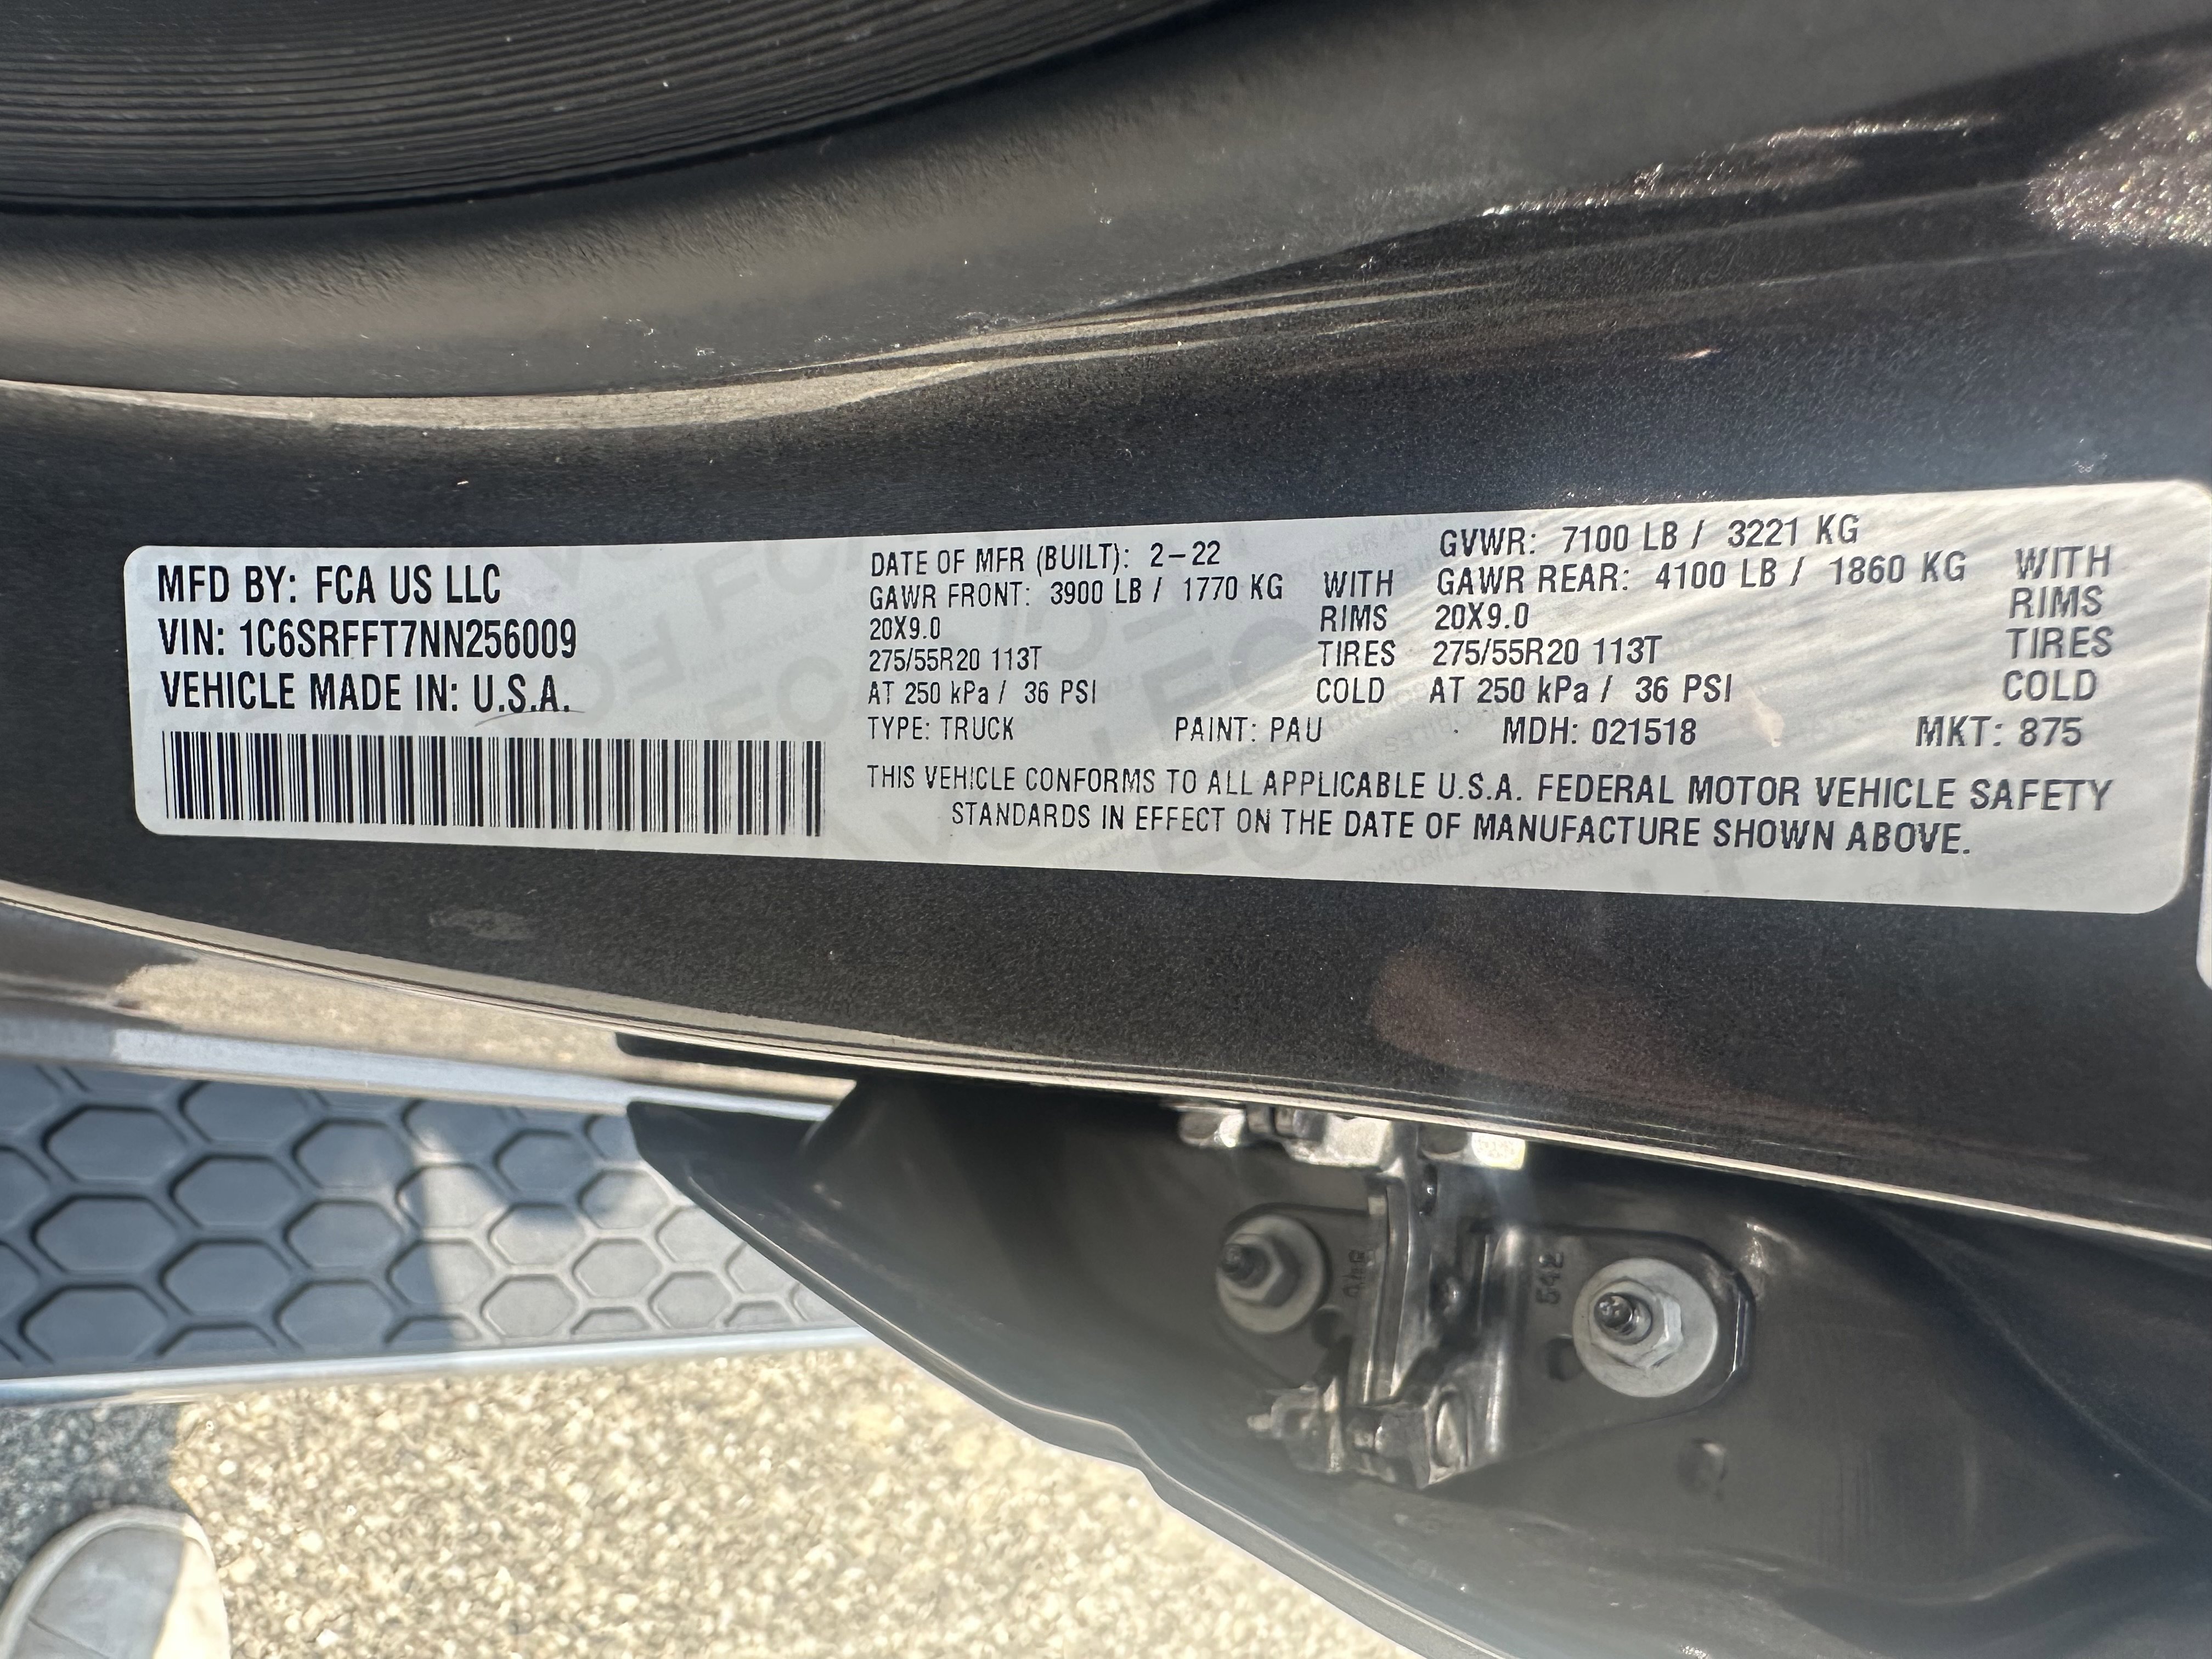 MFD BY: FCA US LLC
VIN: 1C6SRFFT7NN256009
VEHICLE MADE IN: U.S.A.
DATE OF MFR (BUILT): 2-22 GVWR: 7100 LB / 3221 KG
GAWR FRONT: 3900 LB / 1770 KG WITH GAWR REAR: 4100 LB / 1860 KG WITH
20X9.0 RIMS 20X9.0 RIMS
275/55R20 113T TIRES 275/55R20 113T TIRES
AT 250 kPa / 36 PSI COLD AT 250 kPa / 36 PSI COLD
TYPE: TRUCK PAINT: PAU MDH: 021518 MKT: 875
THIS VEHICLE CONFORMS TO ALL APPLICABLE U.S.A. FEDERAL MOTOR VEHICLE SAFETY
STANDARDS IN EFFECT ON THE DATE OF MANUFACTURE SHOWN ABOVE.